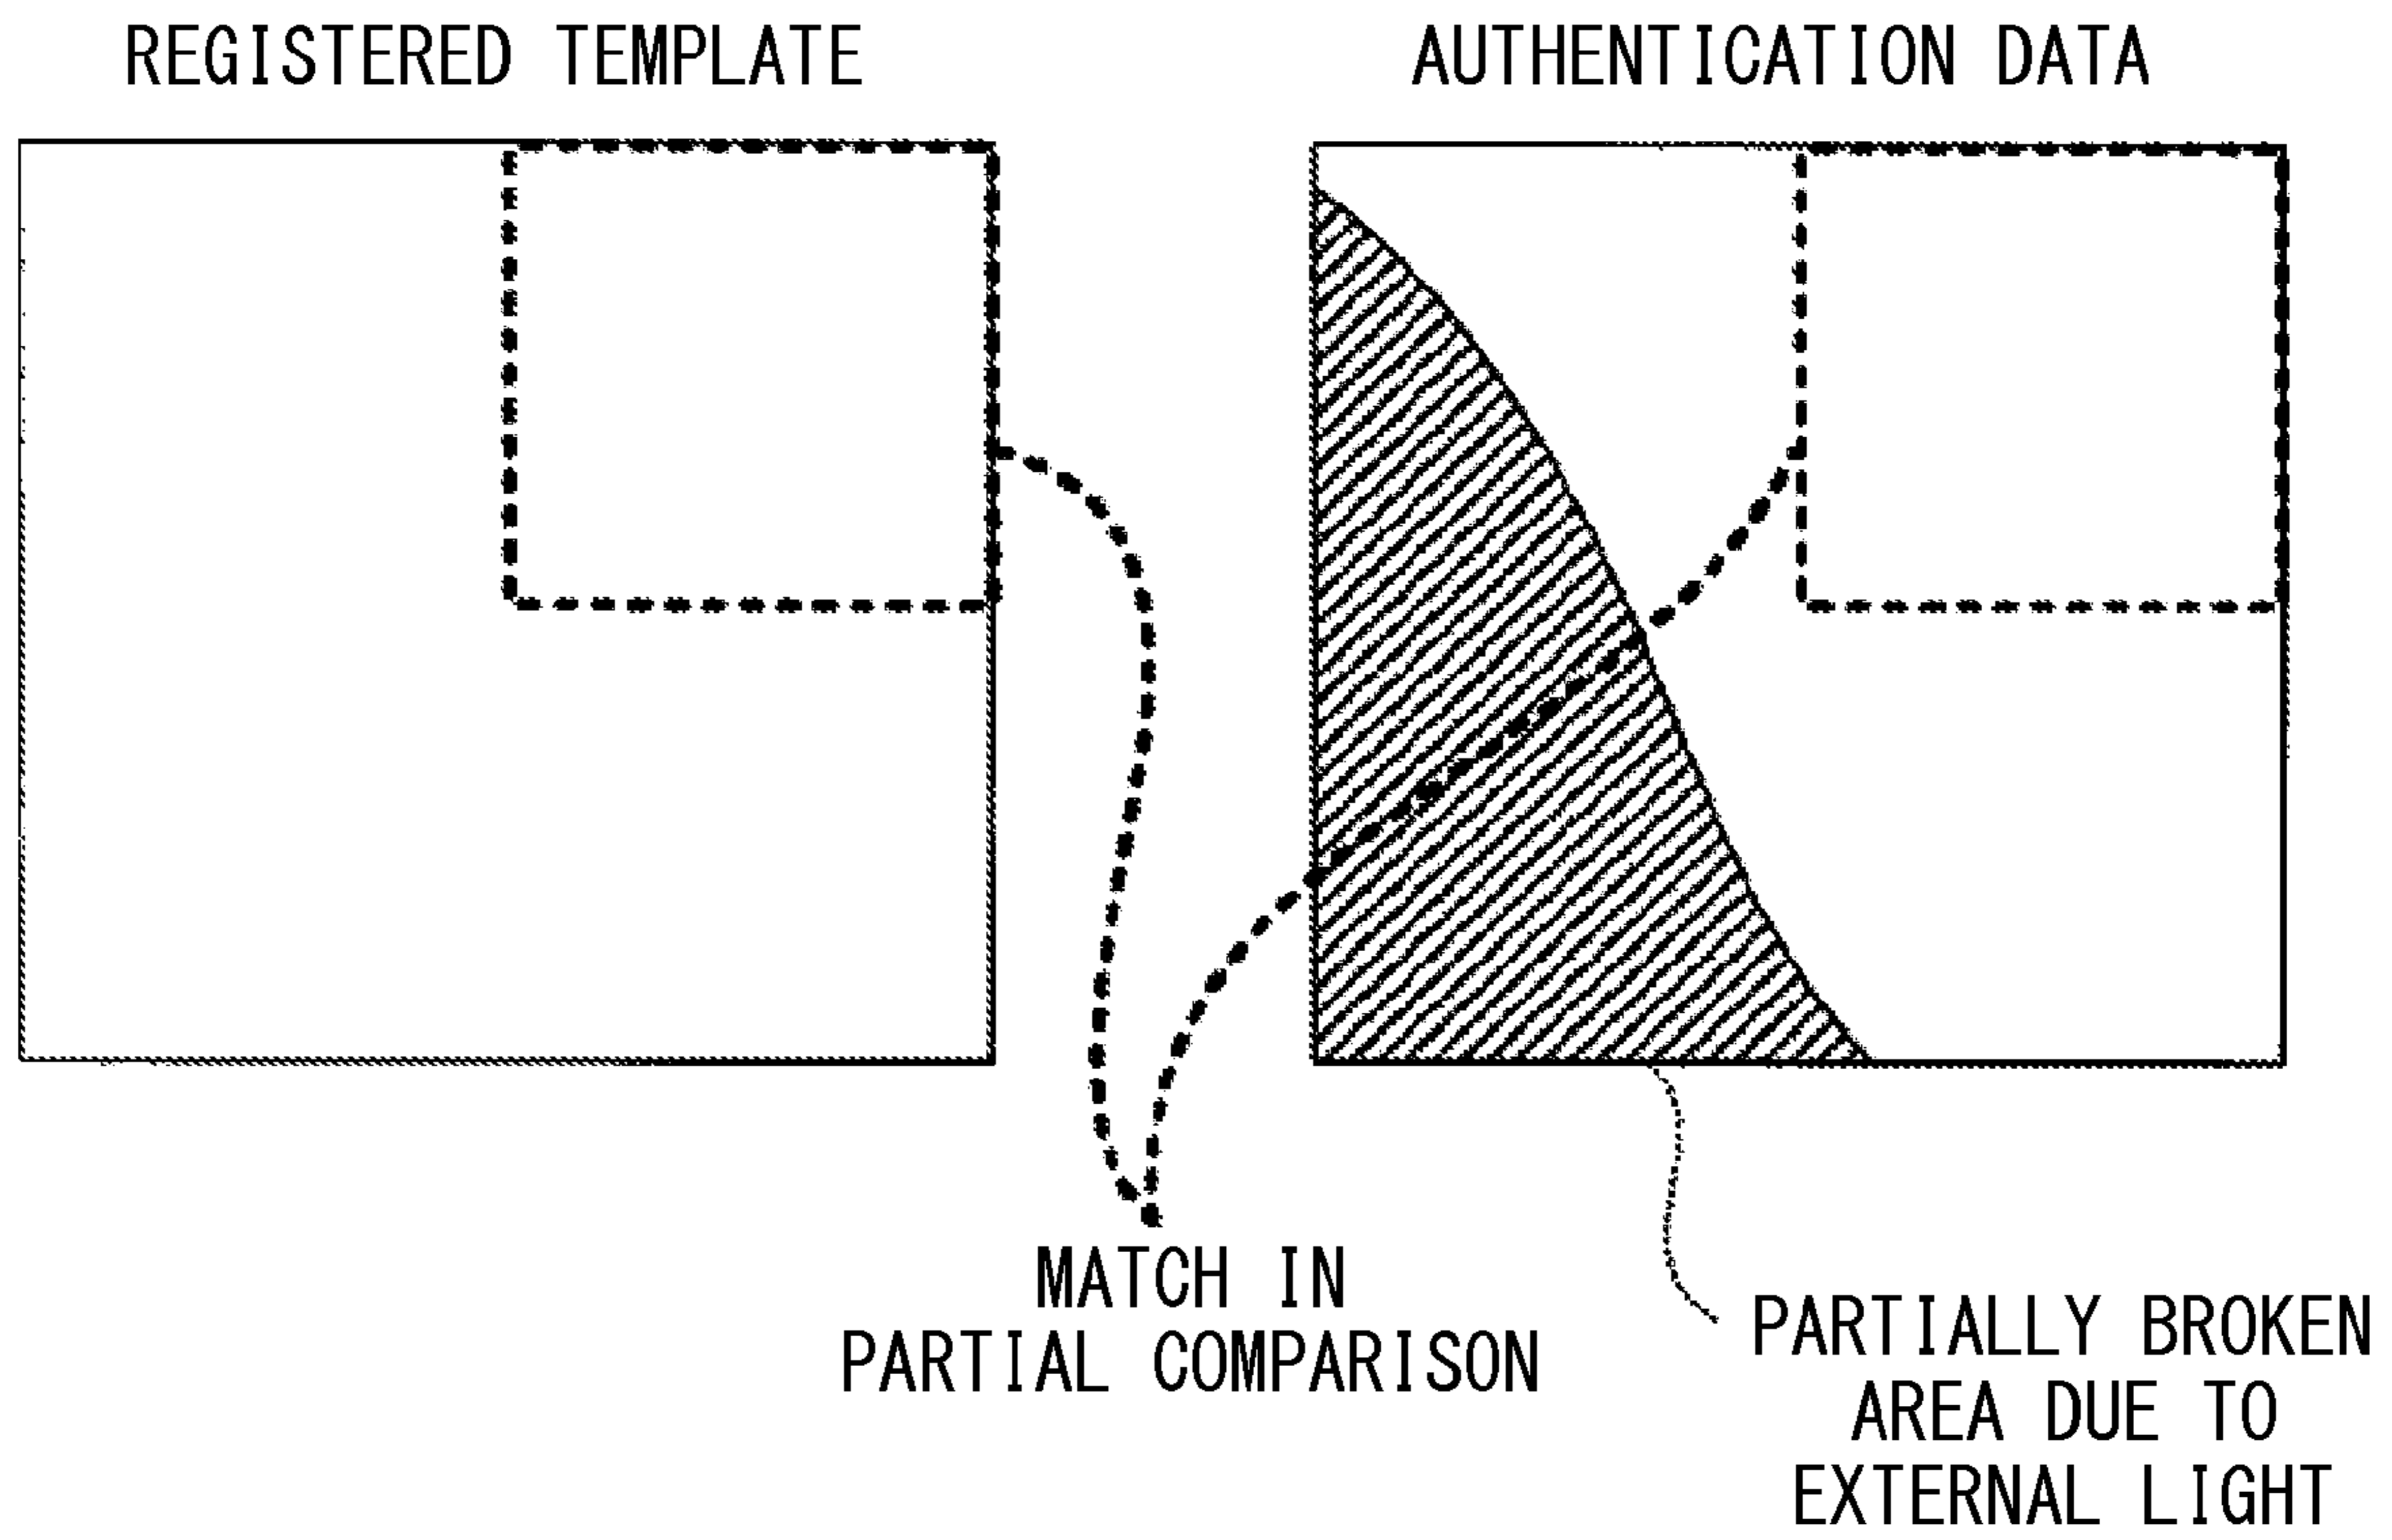 REGISTERED TEMPLATE
AUTHENTICATION DATA
MATCH IN
PARTIAL COMPARISON
PARTIALLY BROKEN
AREA DUE TO
EXTERNAL LIGHT